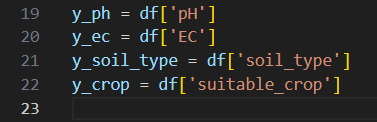 19 y_ph = df['pH']
20 y_ec = df['EC']
21 y_soil_type = df['soil_type']
22 y_crop = df['suitable_crop']
23